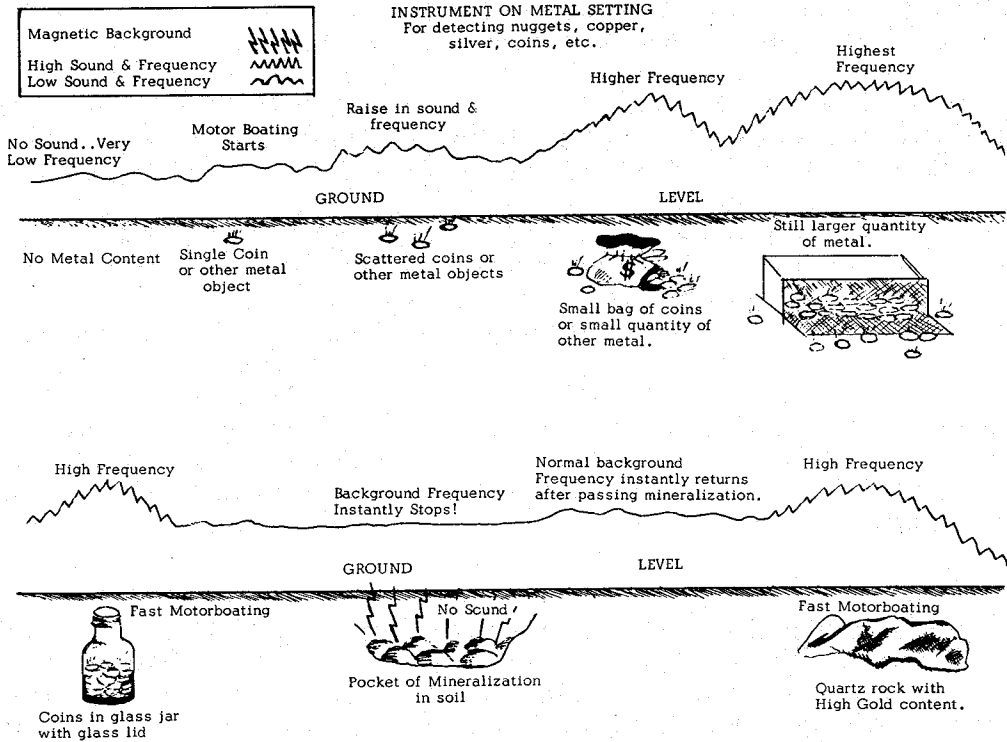 INSTRUMENT ON METAL SETTING
For detecting nuggets, copper,
silver, coins, etc.
Magnetic Background
High Sound & Frequency
Low Sound & Frequency
No Sound..Very
Low Frequency
Motor Boating
Starts
Raise in sound &
frequency
Higher Frequency
Highest
Frequency
GROUND
LEVEL
No Metal Content
Single Coin
or other metal
object
Scattered coins or
other metal objects
$
Small bag of coins
or small quantity of
other metal.
Still larger quantity
of metal.
High Frequency
Background Frequency
Instantly Stops!
Normal background
Frequency instantly returns
after passing mineralization.
High Frequency
GROUND
LEVEL
Fast Motorboating
Coins in glass jar
with glass lid
No Sound
Pocket of Mineralization
in soil
Fast Motorboating
Quartz rock with
High Gold content.